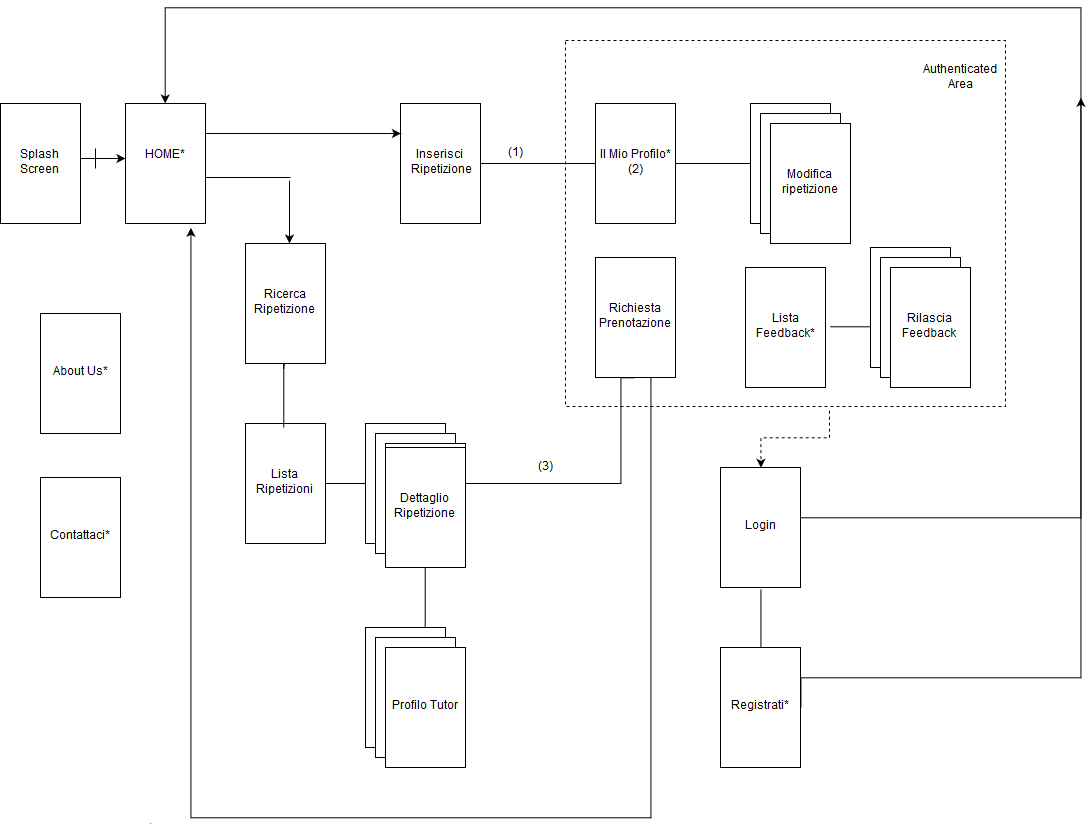 Authenticated
Area
Splash
Screen
HOME*
Inserisci
Ripetizione
(1)
Il Mio Profilo*
(2)
Modifica
ripetizione
Ricerca
Ripetizione
Richiesta
Prenotazione
Lista
Feedback*
Rilascia
Feedback
About Us*
Lista
Ripetizioni
(3)
Dettaglio
Ripetizione
Contattaci*
Login
Profilo Tutor
Registrati*